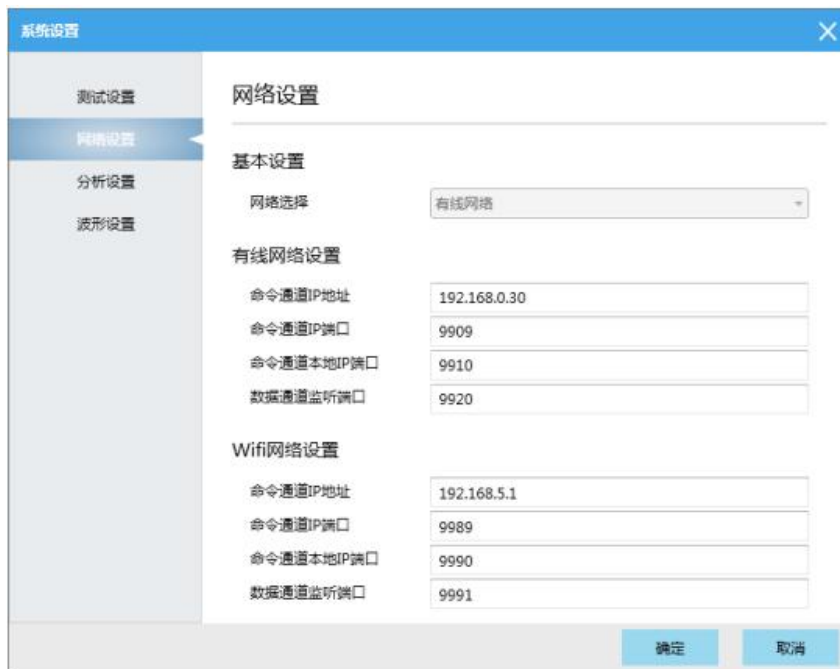 系统设置
测试设置
网络设置
分析设置
波形设置
网络设置
基本设置
网络选择 有线网络
有线网络设置
命令通道IP地址 192.168.0.30
命令通道IP端口 9909
命令通道本地IP端口 9910
数据通道监听端口 9920
Wifi网络设置
命令通道IP地址 192.168.5.1
命令通道IP端口 9989
命令通道本地IP端口 9990
数据通道监听端口 9991
确定 取消